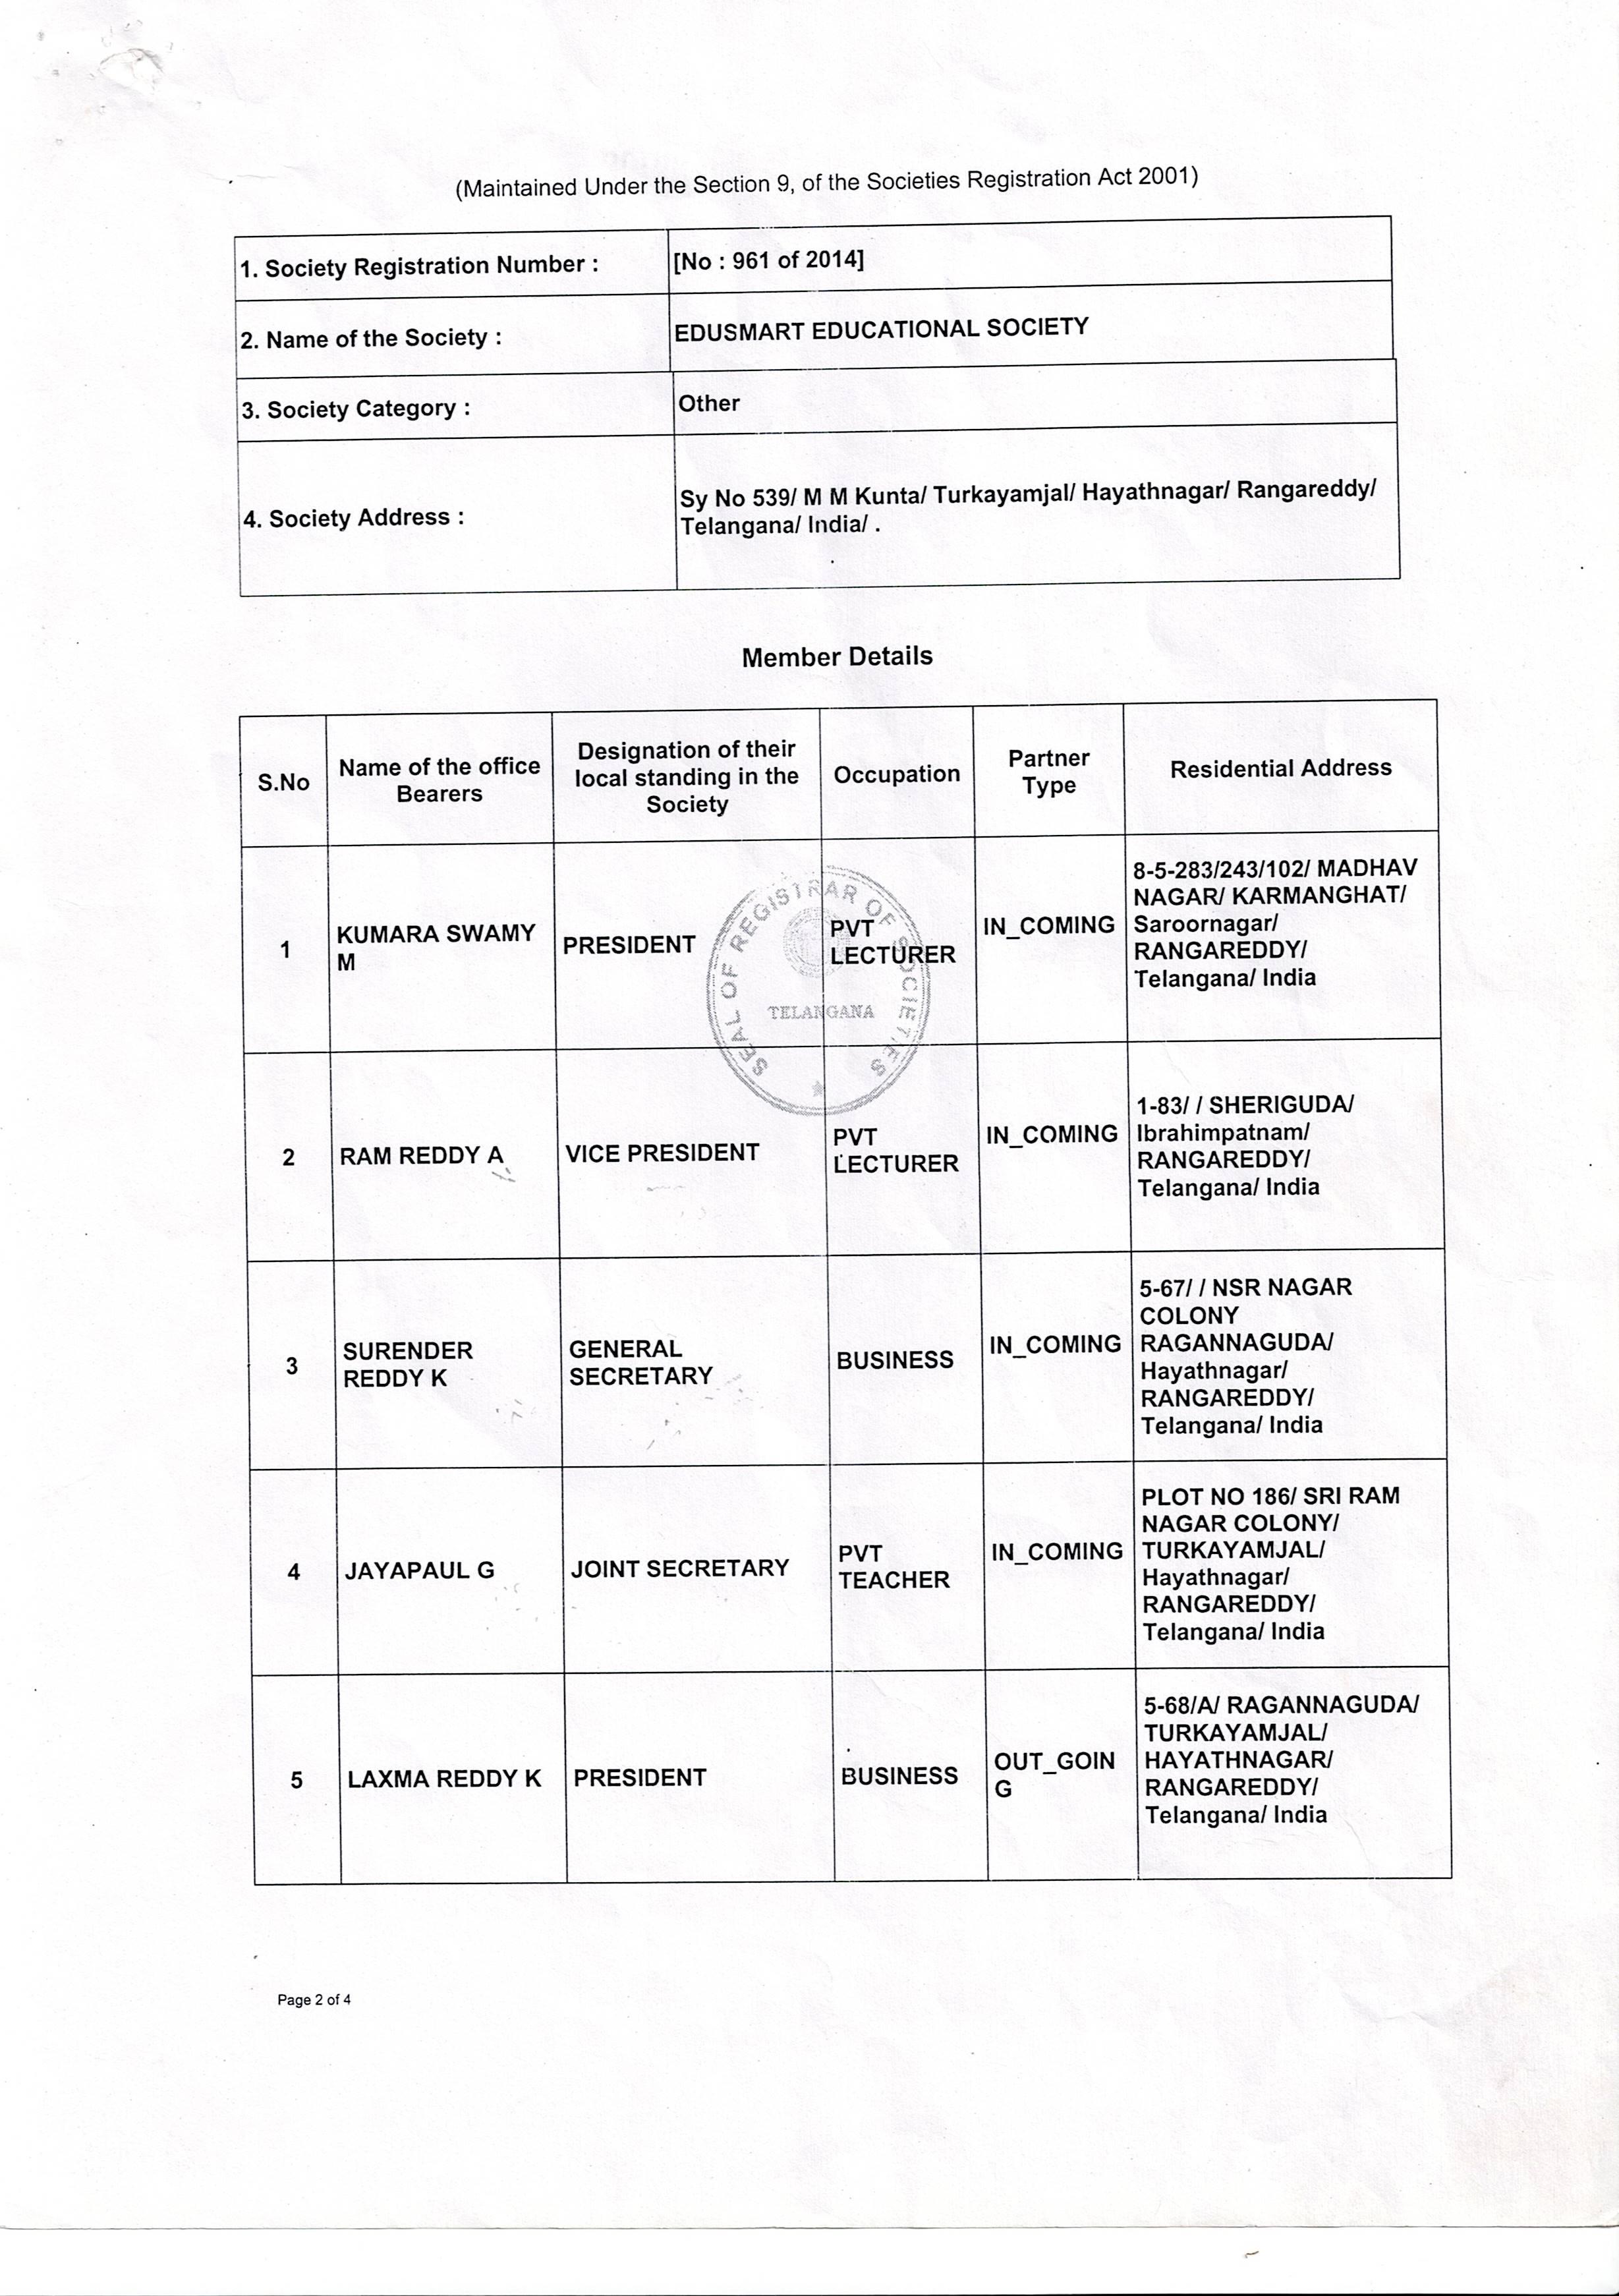 (Maintained Under the Section 9, of the Societies Registration Act 2001)
1. Society Registration Number :
[No : 961 of 2014]
2. Name of the Society :
EDUSMART EDUCATIONAL SOCIETY
3. Society Category :
Other
4. Society Address :
Sy No 539/ M M Kunta/ Turkayamjal/ Hayathnagar/ Rangareddy/
Telangana/ India/ .
Member Details
S.No
Name of the office
Bearers
Designation of their
local standing in the
Society
Occupation
Partner
Type
Residential Address
1
KUMARA SWAMY
M
PRESIDENT
PVT
LECTURER
IN_COMING
8-5-283/243/102/ MADHAV
NAGAR/ KARMANGHAT/
Saroornagar/
RANGAREDDY/
Telangana/ India
SEAL OF REGISTRAR OF SOCIETIES
TELANGANA
2
RAM REDDY A
VICE PRESIDENT
PVT
LECTURER
IN_COMING
1-83/ / SHERIGUDA/
Ibrahimpatnam/
RANGAREDDY/
Telangana/ India
3
SURENDER
REDDY K
GENERAL
SECRETARY
BUSINESS
IN_COMING
5-67/ / NSR NAGAR
COLONY
RAGANNAGUDA/
Hayathnagar/
RANGAREDDY/
Telangana/ India
4
JAYAPAUL G
JOINT SECRETARY
PVT
TEACHER
IN_COMING
PLOT NO 186/ SRI RAM
NAGAR COLONY/
TURKAYAMJAL/
Hayathnagar/
RANGAREDDY/
Telangana/ India
5
LAXMA REDDY K
PRESIDENT
BUSINESS
OUT_GOIN
G
5-68/A/ RAGANNAGUDA/
TURKAYAMJAL/
HAYATHNAGAR/
RANGAREDDY/
Telangana/ India
Page 2 of 4